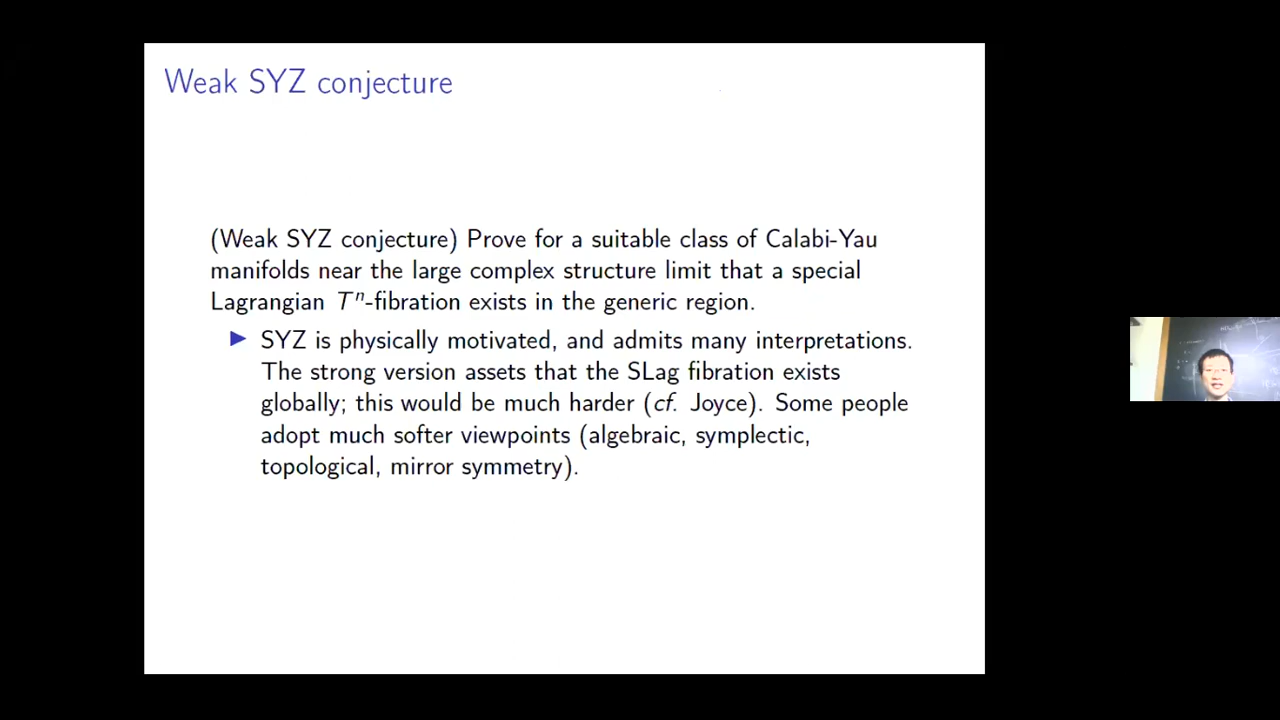 Weak SYZ conjecture
(Weak SYZ conjecture) Prove for a suitable class of Calabi-Yau
manifolds near the large complex structure limit that a special
Lagrangian Tⁿ-fibration exists in the generic region.
▶ SYZ is physically motivated, and admits many interpretations.
The strong version assets that the SLag fibration exists
globally; this would be much harder (cf. Joyce). Some people
adopt much softer viewpoints (algebraic, symplectic,
topological, mirror symmetry).